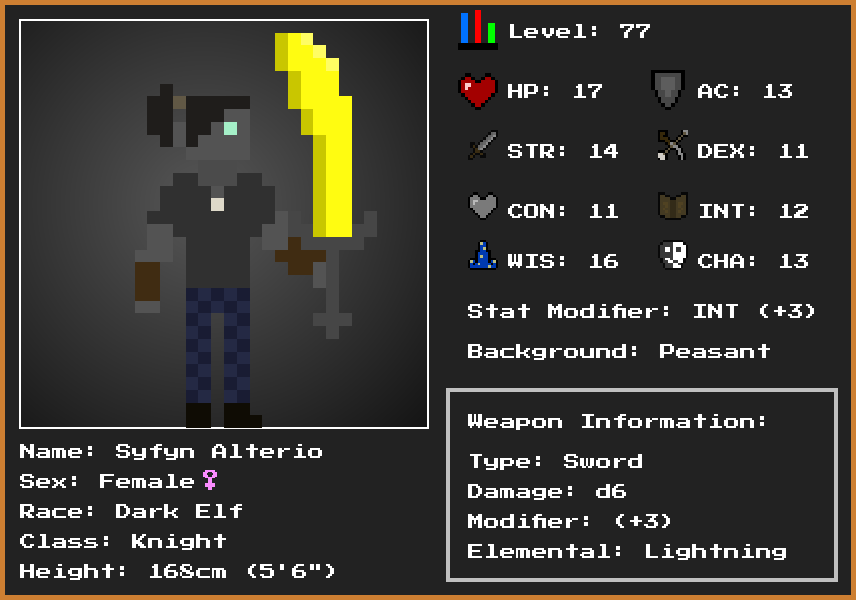 Level: 77
HP: 17 AC: 13
STR: 14 DEX: 11
CON: 11 INT: 12
WIS: 16 CHA: 13
Stat Modifier: INT (+3)
Background: Peasant
Weapon Information:
Type: Sword
Damage: d6
Modifier: (+3)
Elemental: Lightning
Name: Syfyn Alterio
Sex: Female♀
Race: Dark Elf
Class: Knight
Height: 168cm (5'6")